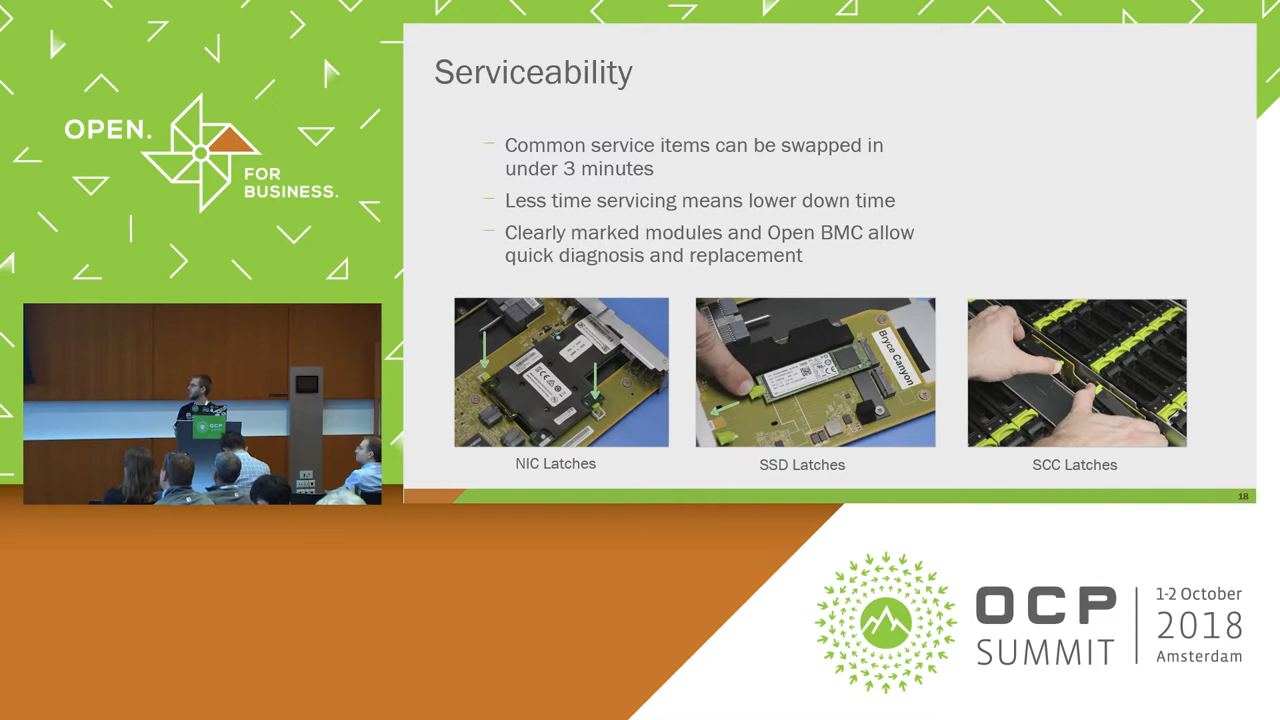 OPEN.
FOR
BUSINESS.
Serviceability
– Common service items can be swapped in
under 3 minutes
– Less time servicing means lower down time
– Clearly marked modules and Open BMC allow
quick diagnosis and replacement
Bryce Canyon
NIC Latches
SSD Latches
SCC Latches
18
OCP
OCP
SUMMIT
1-2 October
2018
Amsterdam